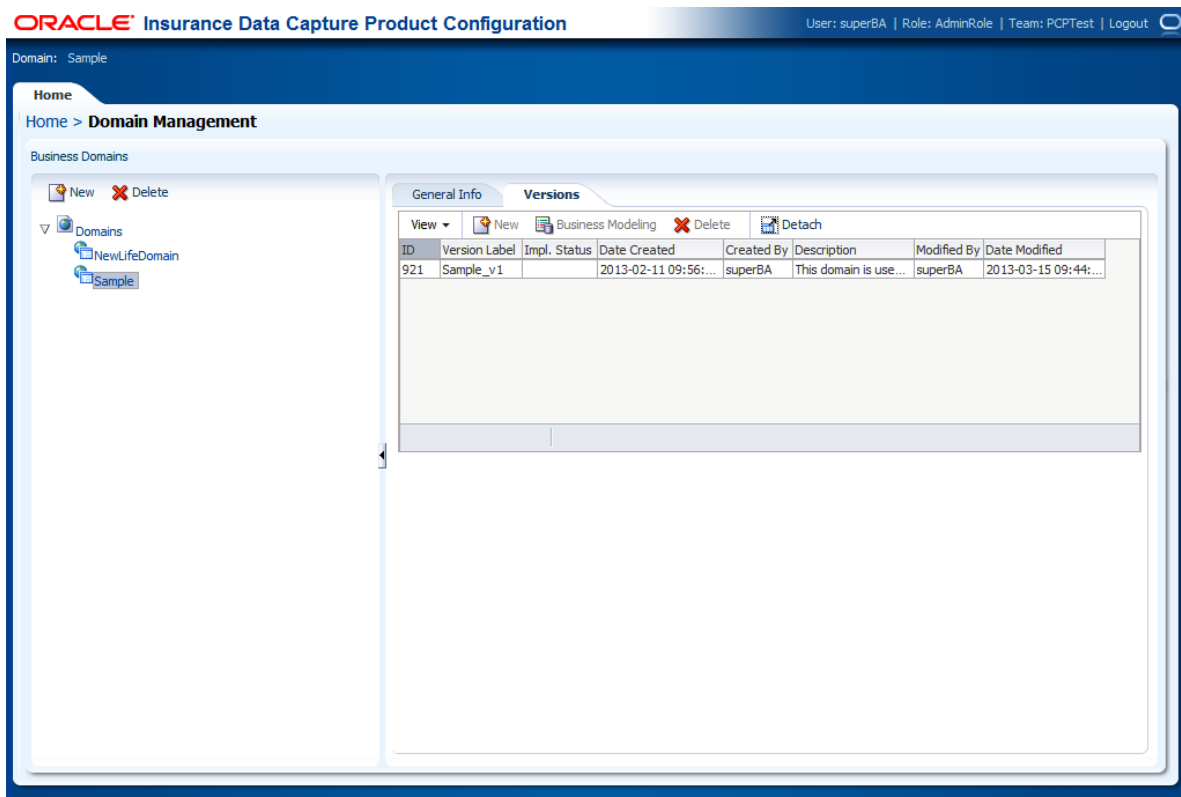 ORACLE Insurance Data Capture Product Configuration
User: superBA | Role: AdminRole | Team: PCPTest | Logout
Domain: Sample
Home
Home > Domain Management
Business Domains
New Delete
Domains
NewLifeDomain
Sample
General Info Versions
View New Business Modeling Delete Detach
ID Version Label Impl. Status Date Created Created By Description Modified By Date Modified
921 Sample_v1 2013-02-11 09:56:... superBA This domain is use... superBA 2013-03-15 09:44:...